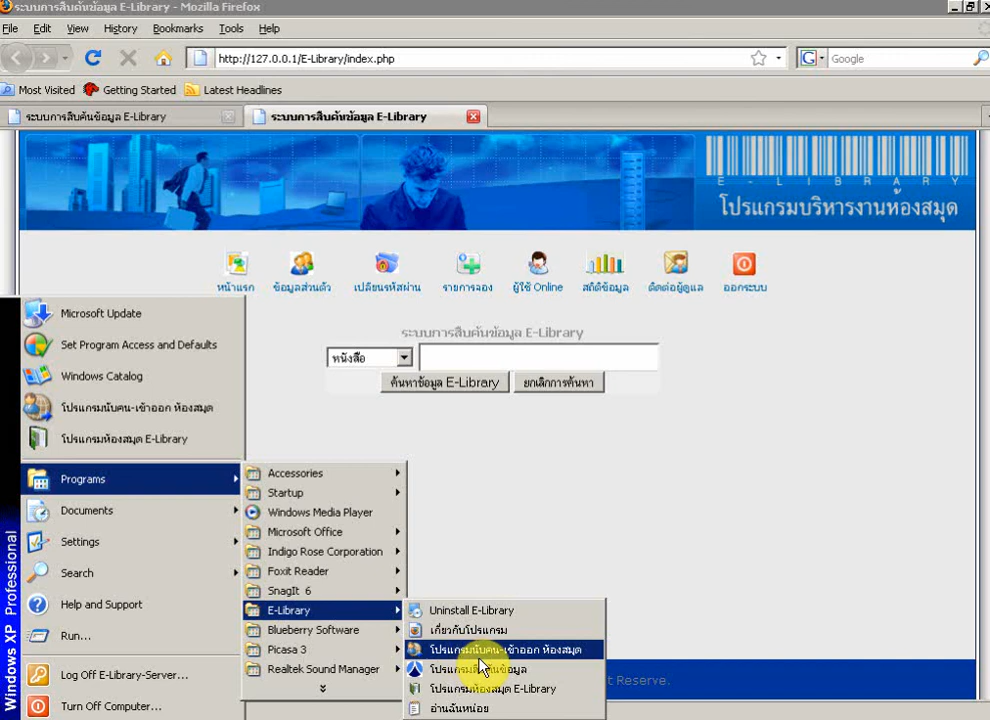 ระบบการสืบค้นข้อมูล E-Library - Mozilla Firefox
File Edit View History Bookmarks Tools Help
http://127.0.0.1/E-Library/index.php
Google
Most Visited Getting Started Latest Headlines
ระบบการสืบค้นข้อมูล E-Library
ระบบการสืบค้นข้อมูล E-Library
E - LIBRARY
โปรแกรมบริหารงานห้องสมุด
หน้าแรก ข้อมูลส่วนตัว เปลี่ยนรหัสผ่าน รายการจอง ผู้ใช้ Online สถิติข้อมูล ติดต่อผู้ดูแล ออกระบบ
ระบบการสืบค้นข้อมูล E-Library
หนังสือ
ค้นหาข้อมูล E-Library ยกเลิกการค้นหา
Microsoft Update
Set Program Access and Defaults
Windows Catalog
โปรแกรมนับคน-เข้าออก ห้องสมุด
โปรแกรมห้องสมุด E-Library
Programs
Documents
Settings
Search
Help and Support
Run...
Log Off E-Library-Server...
Turn Off Computer...
Windows XP Professional
Accessories
Startup
Windows Media Player
Microsoft Office
Indigo Rose Corporation
Foxit Reader
SnagIt 6
E-Library
Blueberry Software
Picasa 3
Realtek Sound Manager
Uninstall E-Library
เกี่ยวกับโปรแกรม
โปรแกรมนับคน-เข้าออก ห้องสมุด
โปรแกรมสืบค้นข้อมูล
โปรแกรมห้องสมุด E-Library
อ่านฉันหน่อย
t Reserve.